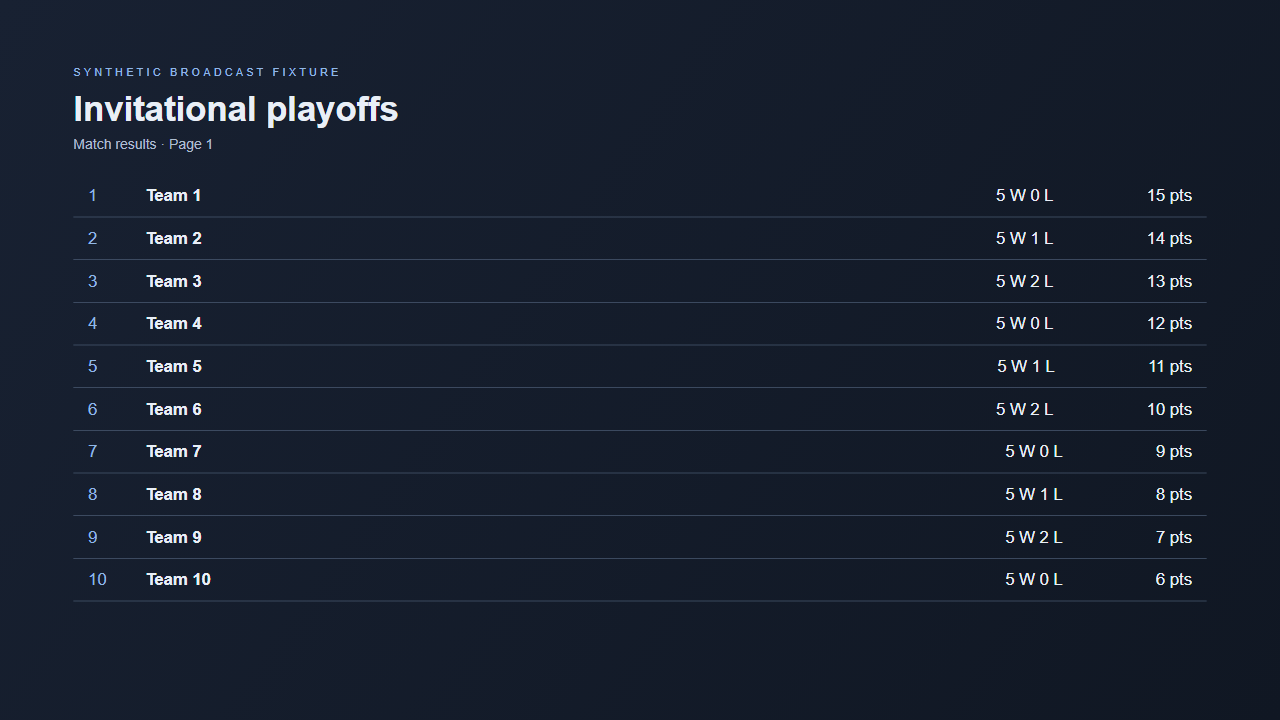 SYNTHETIC BROADCAST FIXTURE
Invitational playoffs
Match results · Page 1
1 Team 1 5 W 0 L 15 pts
2 Team 2 5 W 1 L 14 pts
3 Team 3 5 W 2 L 13 pts
4 Team 4 5 W 0 L 12 pts
5 Team 5 5 W 1 L 11 pts
6 Team 6 5 W 2 L 10 pts
7 Team 7 5 W 0 L 9 pts
8 Team 8 5 W 1 L 8 pts
9 Team 9 5 W 2 L 7 pts
10 Team 10 5 W 0 L 6 pts